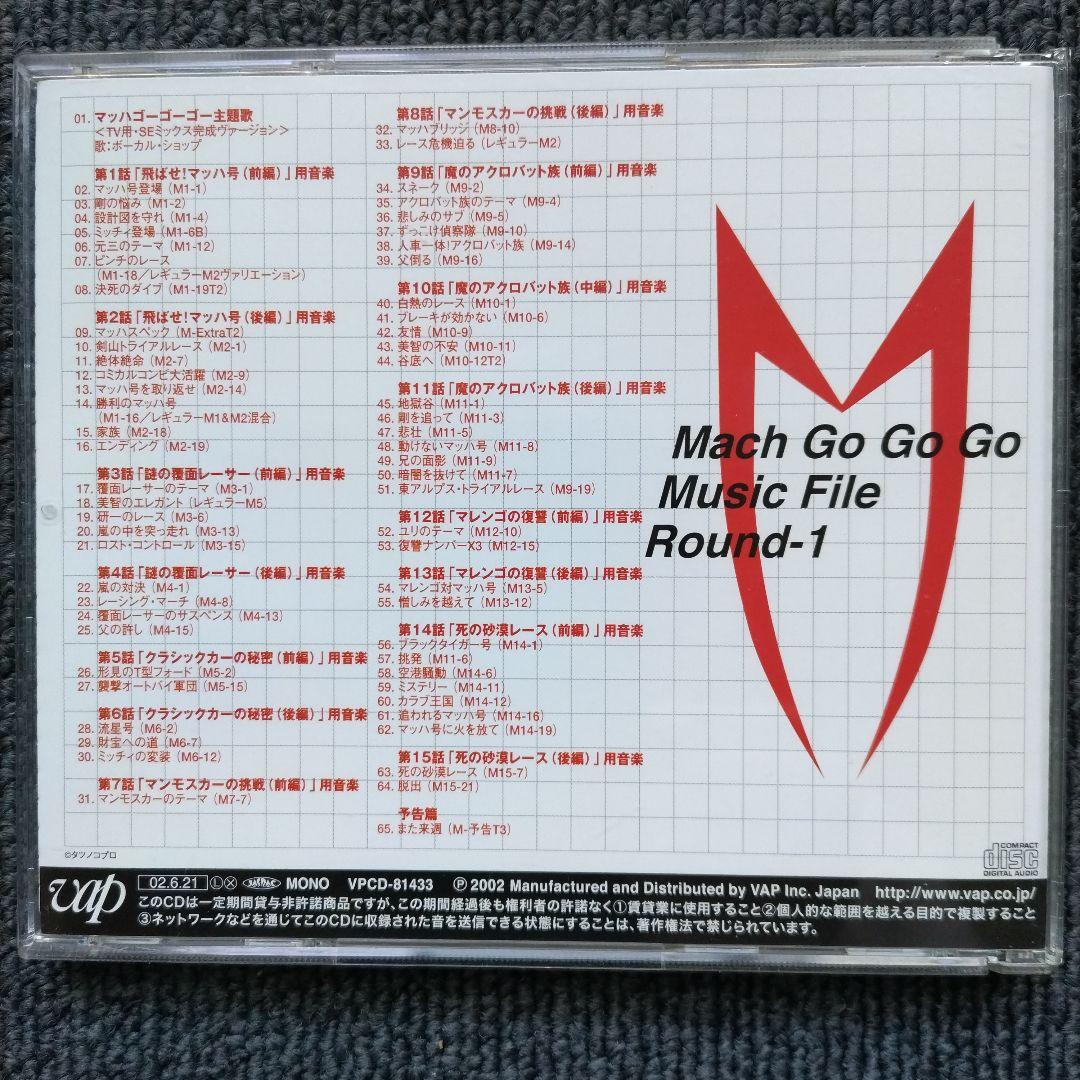 01. マッハゴーゴーゴー主題歌
＜TV用・SEミックス完成ヴァージョン＞
歌:ボーカル・ショップ
第1話「飛ばせ!マッハ号(前編)」用音楽
02. マッハ号登場(M1-1)
03. 剛の悩み(M1-2)
04. 設計図を守れ(M1-4)
05. ミッチィ登場(M1-6B)
06. 元三のテーマ(M1-12)
07. ピンチのレース
(M1-18／レギュラーM2ヴァリエーション)
08. 決死のダイブ(M1-19T2)
第2話「飛ばせ!マッハ号(後編)」用音楽
09. マッハスペック(M-ExtraT2)
10. 剣山トライアルレース(M2-1)
11. 絶体絶命(M2-7)
12. コミカルコンビ大活躍(M2-9)
13. マッハ号を取り返せ(M2-14)
14. 勝利のマッハ号
(M1-16／レギュラーM1&M2混合)
15. 家族(M2-18)
16. エンディング(M2-19)
第3話「謎の覆面レーサー(前編)」用音楽
17. 覆面レーサーのテーマ(M3-1)
18. 美智のエレガント(レギュラーM5)
19. 研一のレース(M3-6)
20. 嵐の中を突っ走れ(M3-13)
21. ロスト・コントロール(M3-15)
第4話「謎の覆面レーサー(後編)」用音楽
22. 嵐の対決(M4-1)
23. レーシング・マーチ(M4-8)
24. 覆面レーサーのサスペンス(M4-13)
25. 父の許し(M4-15)
第5話「クラシックカーの秘密(前編)」用音楽
26. 形見のT型フォード(M5-2)
27. 襲撃オートバイ軍団(M5-15)
第6話「クラシックカーの秘密(後編)」用音楽
28. 流星号(M6-2)
29. 財宝への道(M6-7)
30. ミッチィの変装(M6-12)
第7話「マンモスカーの挑戦(前編)」用音楽
31. マンモスカーのテーマ(M7-7)
第8話「マンモスカーの挑戦(後編)」用音楽
32. マッハブリッジ(M8-10)
33. レース危機迫る(レギュラーM2)
第9話「魔のアクロバット族(前編)」用音楽
34. スネーク(M9-2)
35. アクロバット族のテーマ(M9-4)
36. 悲しみのサブ(M9-5)
37. ずっこけ偵察隊(M9-10)
38. 人車一体!アクロバット族(M9-14)
39. 父倒る(M9-16)
第10話「魔のアクロバット族(中編)」用音楽
40. 白熱のレース(M10-1)
41. ブレーキが効かない(M10-6)
42. 友情(M10-9)
43. 美智の不安(M10-11)
44. 谷底へ(M10-12T2)
第11話「魔のアクロバット族(後編)」用音楽
45. 地獄谷(M11-1)
46. 剛を追って(M11-3)
47. 悲壮(M11-5)
48. 動けないマッハ号(M11-8)
49. 兄の面影(M11-9)
50. 暗闇を抜けて(M11-7)
51. 東アルプス・トライアルレース(M9-19)
第12話「マレンゴの復讐(前編)」用音楽
52. ユリのテーマ(M12-10)
53. 復讐ナンバーX3(M12-15)
第13話「マレンゴの復讐(後編)」用音楽
54. マレンゴ対マッハ号(M13-5)
55. 憎しみを越えて(M13-12)
第14話「死の砂漠レース(前編)」用音楽
56. ブラックタイガー号(M14-1)
57. 挑発(M11-6)
58. 空港騒動(M14-6)
59. ミステリー(M14-11)
60. カラブ王国(M14-12)
61. 追われるマッハ号(M14-16)
62. マッハ号に火を放て(M14-19)
第15話「死の砂漠レース(後編)」用音楽
63. 死の砂漠レース(M15-7)
64. 脱出(M15-21)
予告篇
65. また来週(M-予告T3)
Mach Go Go Go
Music File
Round-1
©タツノコプロ
COMPACT
disc
DIGITAL AUDIO
vap
02.6.21 Ⓛ Ⓧ MONO VPCD-81433 Ⓟ 2002 Manufactured and Distributed by VAP Inc. Japan http://www.vap.co.jp/
このCDは一定期間貸与非許諾商品ですが、この期間経過後も権利者の許諾なく①賃貸業に使用すること②個人的な範囲を越える目的で複製すること
③ネットワークなどを通じてこのCDに収録された音を送信できる状態にすることは、著作権法で禁じられています。